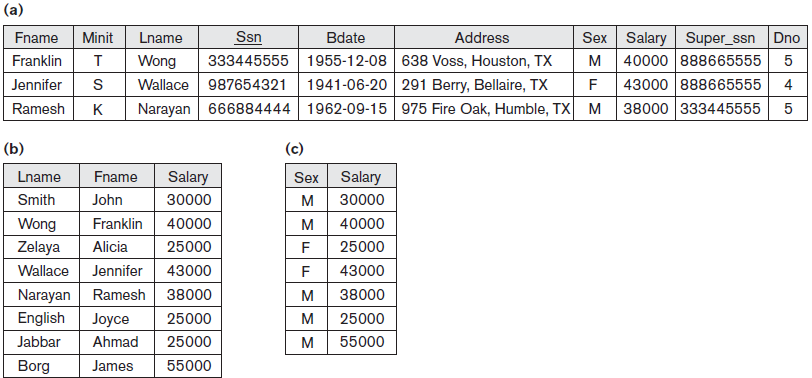 (a)
Fname Minit Lname Ssn Bdate Address Sex Salary Super_ssn Dno
Franklin T Wong 333445555 1955-12-08 638 Voss, Houston, TX M 40000 888665555 5
Jennifer S Wallace 987654321 1941-06-20 291 Berry, Bellaire, TX F 43000 888665555 4
Ramesh K Narayan 666884444 1962-09-15 975 Fire Oak, Humble, TX M 38000 333445555 5
(b)
Lname Fname Salary
Smith John 30000
Wong Franklin 40000
Zelaya Alicia 25000
Wallace Jennifer 43000
Narayan Ramesh 38000
English Joyce 25000
Jabbar Ahmad 25000
Borg James 55000
(c)
Sex Salary
M 30000
M 40000
F 25000
F 43000
M 38000
M 25000
M 55000